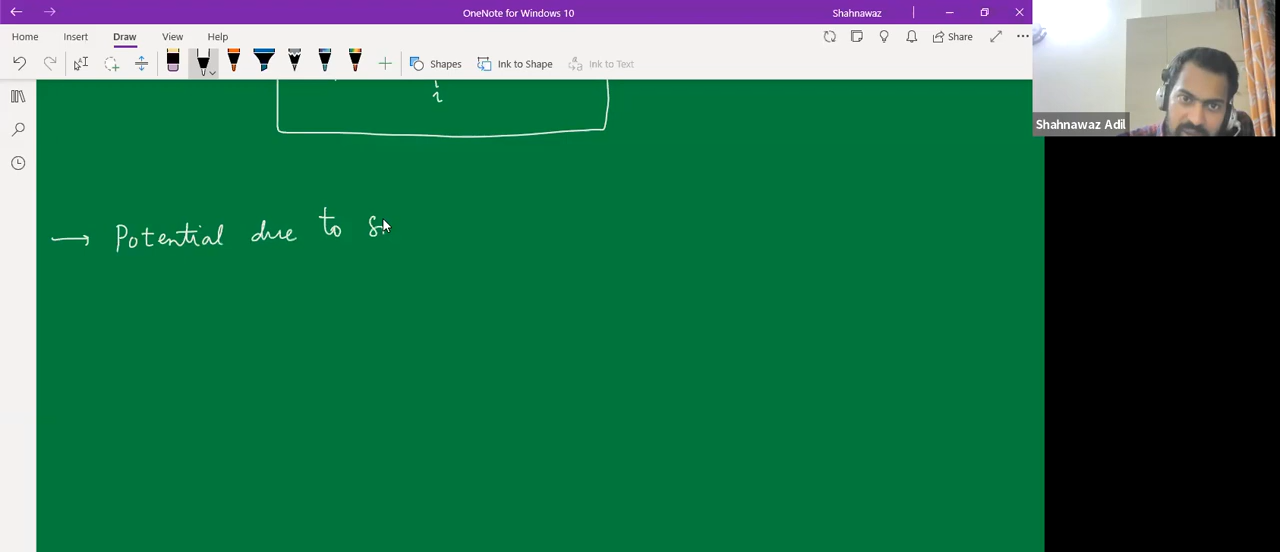 OneNote for Windows 10
Shahnawaz
Home Insert Draw View Help
Share
Shapes Ink to Shape Ink to Text
i
Potential due to s
Shahnawaz Adil